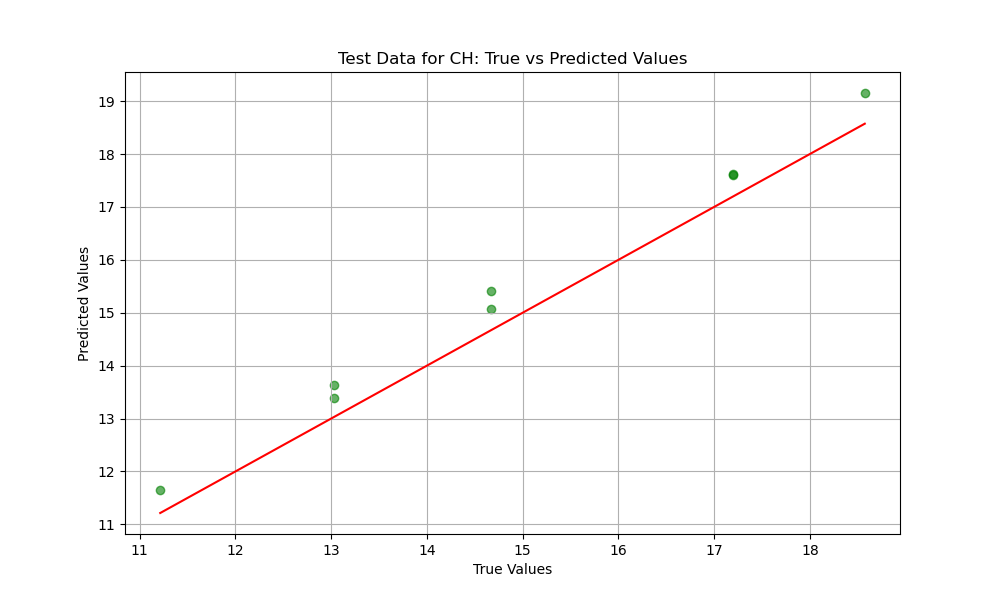 Test Data for CH: True vs Predicted Values
19
18
17
16
15
14
13
12
11
Predicted Values
11 12 13 14 15 16 17 18
True Values